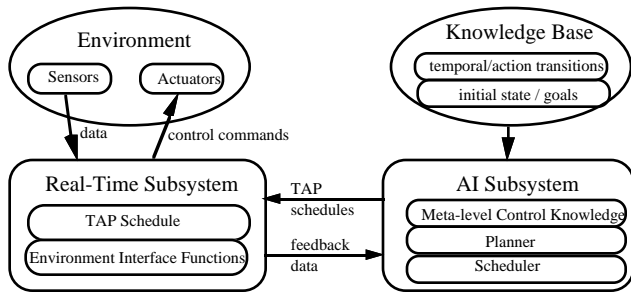 Environment
Sensors
Actuators
data
control commands
Knowledge Base
temporal/action transitions
initial state / goals
Real-Time Subsystem
TAP Schedule
Environment Interface Functions
TAP
schedules
feedback
data
AI Subsystem
Meta-level Control Knowledge
Planner
Scheduler